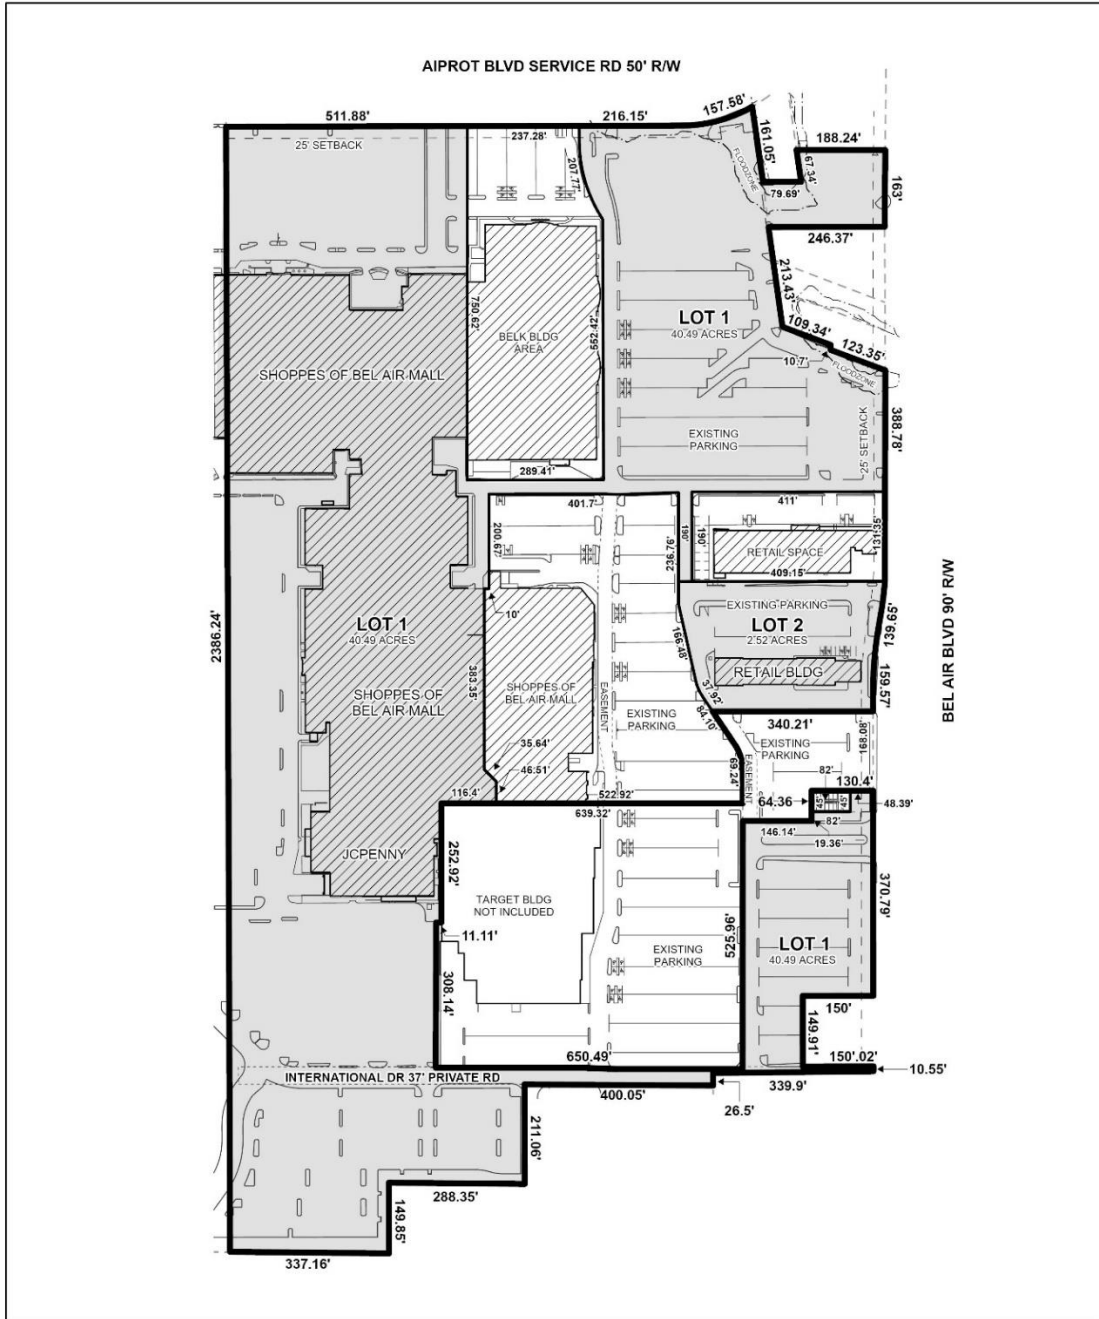 AIPROT BLVD SERVICE RD 50' R/W
511.88'
216.15'
157.58'
237.28'
25' SETBACK
207.77'
161.05'
188.24'
67.34'
FLOODZONE
79.69'
163'
246.37'
213.43'
750.62'
552.42'
BELK BLDG
AREA
LOT 1
40.49 ACRES
109.34'
123.35'
10.7'
FLOODZONE
SHOPPES OF BEL AIR MALL
388.78'
25' SETBACK
EXISTING
PARKING
289.41'
401.7'
411'
200.67'
236.76'
190'
190'
131.35'
RETAIL SPACE
409.15'
10'
EXISTING PARKING
LOT 2
2.52 ACRES
RETAIL BLDG
139.65'
159.57'
BEL AIR BLVD 90' R/W
2386.24'
LOT 1
40.49 ACRES
SHOPPES OF
BEL AIR MALL
383.35'
SHOPPES OF
BEL AIR MALL
166.48'
37.92'
84.10'
EASEMENT
EXISTING
PARKING
340.21'
EXISTING
PARKING
168.08'
69.24'
EASEMENT
35.64'
46.51'
116.4'
522.92'
82'
130.4'
64.36
45'
45'
48.39'
639.32'
82'
146.14'
19.36'
JCPENNY
252.92'
TARGET BLDG
NOT INCLUDED
370.79'
11.11'
525.96'
EXISTING
PARKING
LOT 1
40.49 ACRES
308.14'
150'
149.91'
650.49'
150'.02'
10.55'
INTERNATIONAL DR 37' PRIVATE RD
400.05'
339.9'
26.5'
211.06'
288.35'
149.85'
337.16'